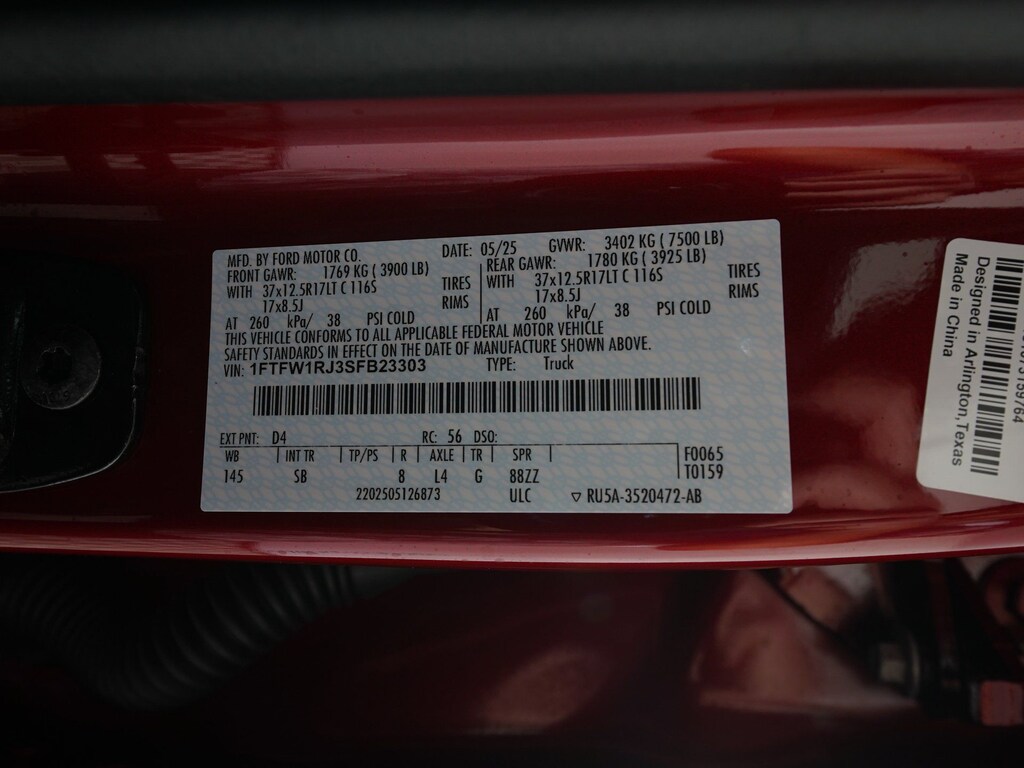 MFD. BY FORD MOTOR CO.
DATE: 05/25 GVWR: 3402 KG ( 7500 LB)
FRONT GAWR: 1769 KG ( 3900 LB)
WITH 37x12.5R17LT C 116S TIRES
17x8.5J RIMS
AT 260 kPa/ 38 PSI COLD
REAR GAWR: 1780 KG ( 3925 LB)
WITH 37x12.5R17LT C 116S TIRES
17x8.5J RIMS
AT 260 kPa/ 38 PSI COLD
THIS VEHICLE CONFORMS TO ALL APPLICABLE FEDERAL MOTOR VEHICLE
SAFETY STANDARDS IN EFFECT ON THE DATE OF MANUFACTURE SHOWN ABOVE.
VIN: 1FTFW1RJ3SFB23303 TYPE: Truck
EXT PNT: D4 RC: 56 DSO:
WB INT TR TP/PS R AXLE TR SPR F0065
145 SB 8 L4 G 88ZZ T0159
2202505126873 ULC ▽ RU5A-3520472-AB
Designed in Arlington, Texas
Made in China